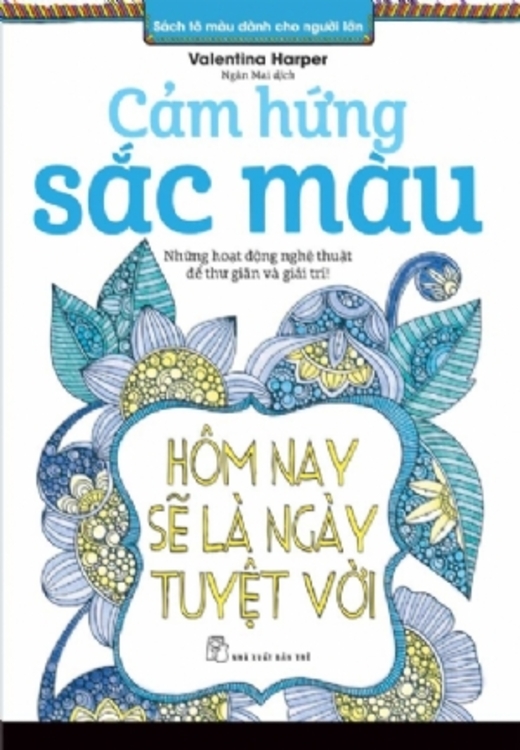 Sách tô màu dành cho người lớn
Valentina Harper
Ngân Mai dịch
Cảm hứng
sắc màu
Những hoạt động nghệ thuật
để thư giãn và giải trí!
HÔM NAY
SẼ LÀ NGÀY
TUYỆT VỜI
NHÀ XUẤT BẢN TRẺ